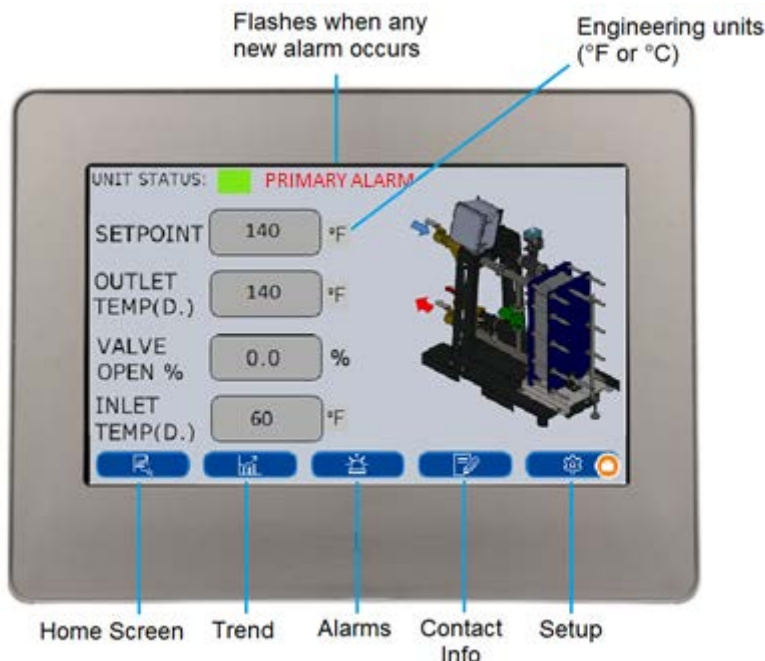 Flashes when any
new alarm occurs
Engineering units
(°F or °C)
UNIT STATUS: PRIMARY ALARM
SETPOINT 140 °F
OUTLET
TEMP(D.) 140 °F
VALVE
OPEN % 0.0 %
INLET
TEMP(D.) 60 °F
Home Screen Trend Alarms Contact
Info Setup